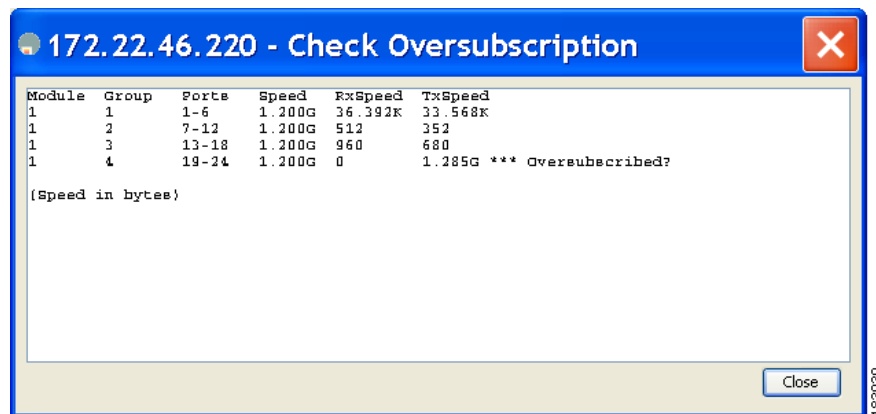 172.22.46.220 - Check Oversubscription
Module Group Ports Speed RxSpeed TxSpeed
1 1 1-6 1.200G 36.392K 33.568K
1 2 7-12 1.200G 512 352
1 3 13-18 1.200G 960 680
1 4 19-24 1.200G 0 1.285G *** Oversubscribed?
(Speed in bytes)
Close